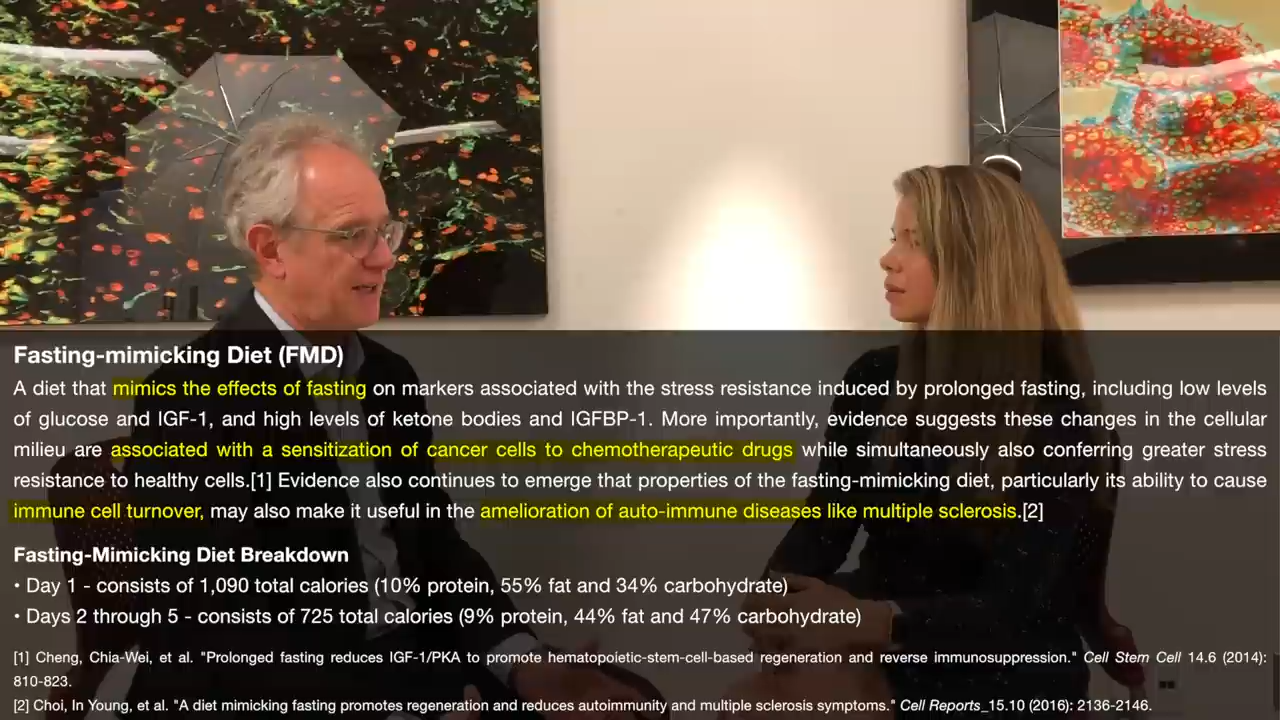 Fasting-mimicking Diet (FMD)
A diet that mimics the effects of fasting on markers associated with the stress resistance induced by prolonged fasting, including low levels
of glucose and IGF-1, and high levels of ketone bodies and IGFBP-1. More importantly, evidence suggests these changes in the cellular
milieu are associated with a sensitization of cancer cells to chemotherapeutic drugs while simultaneously also conferring greater stress
resistance to healthy cells.[1] Evidence also continues to emerge that properties of the fasting-mimicking diet, particularly its ability to cause
immune cell turnover, may also make it useful in the amelioration of auto-immune diseases like multiple sclerosis.[2]
Fasting-Mimicking Diet Breakdown
• Day 1 - consists of 1,090 total calories (10% protein, 55% fat and 34% carbohydrate)
• Days 2 through 5 - consists of 725 total calories (9% protein, 44% fat and 47% carbohydrate)
[1] Cheng, Chia-Wei, et al. "Prolonged fasting reduces IGF-1/PKA to promote hematopoietic-stem-cell-based regeneration and reverse immunosuppression." Cell Stem Cell 14.6 (2014):
810-823.
[2] Choi, In Young, et al. "A diet mimicking fasting promotes regeneration and reduces autoimmunity and multiple sclerosis symptoms." Cell Reports_15.10 (2016): 2136-2146.